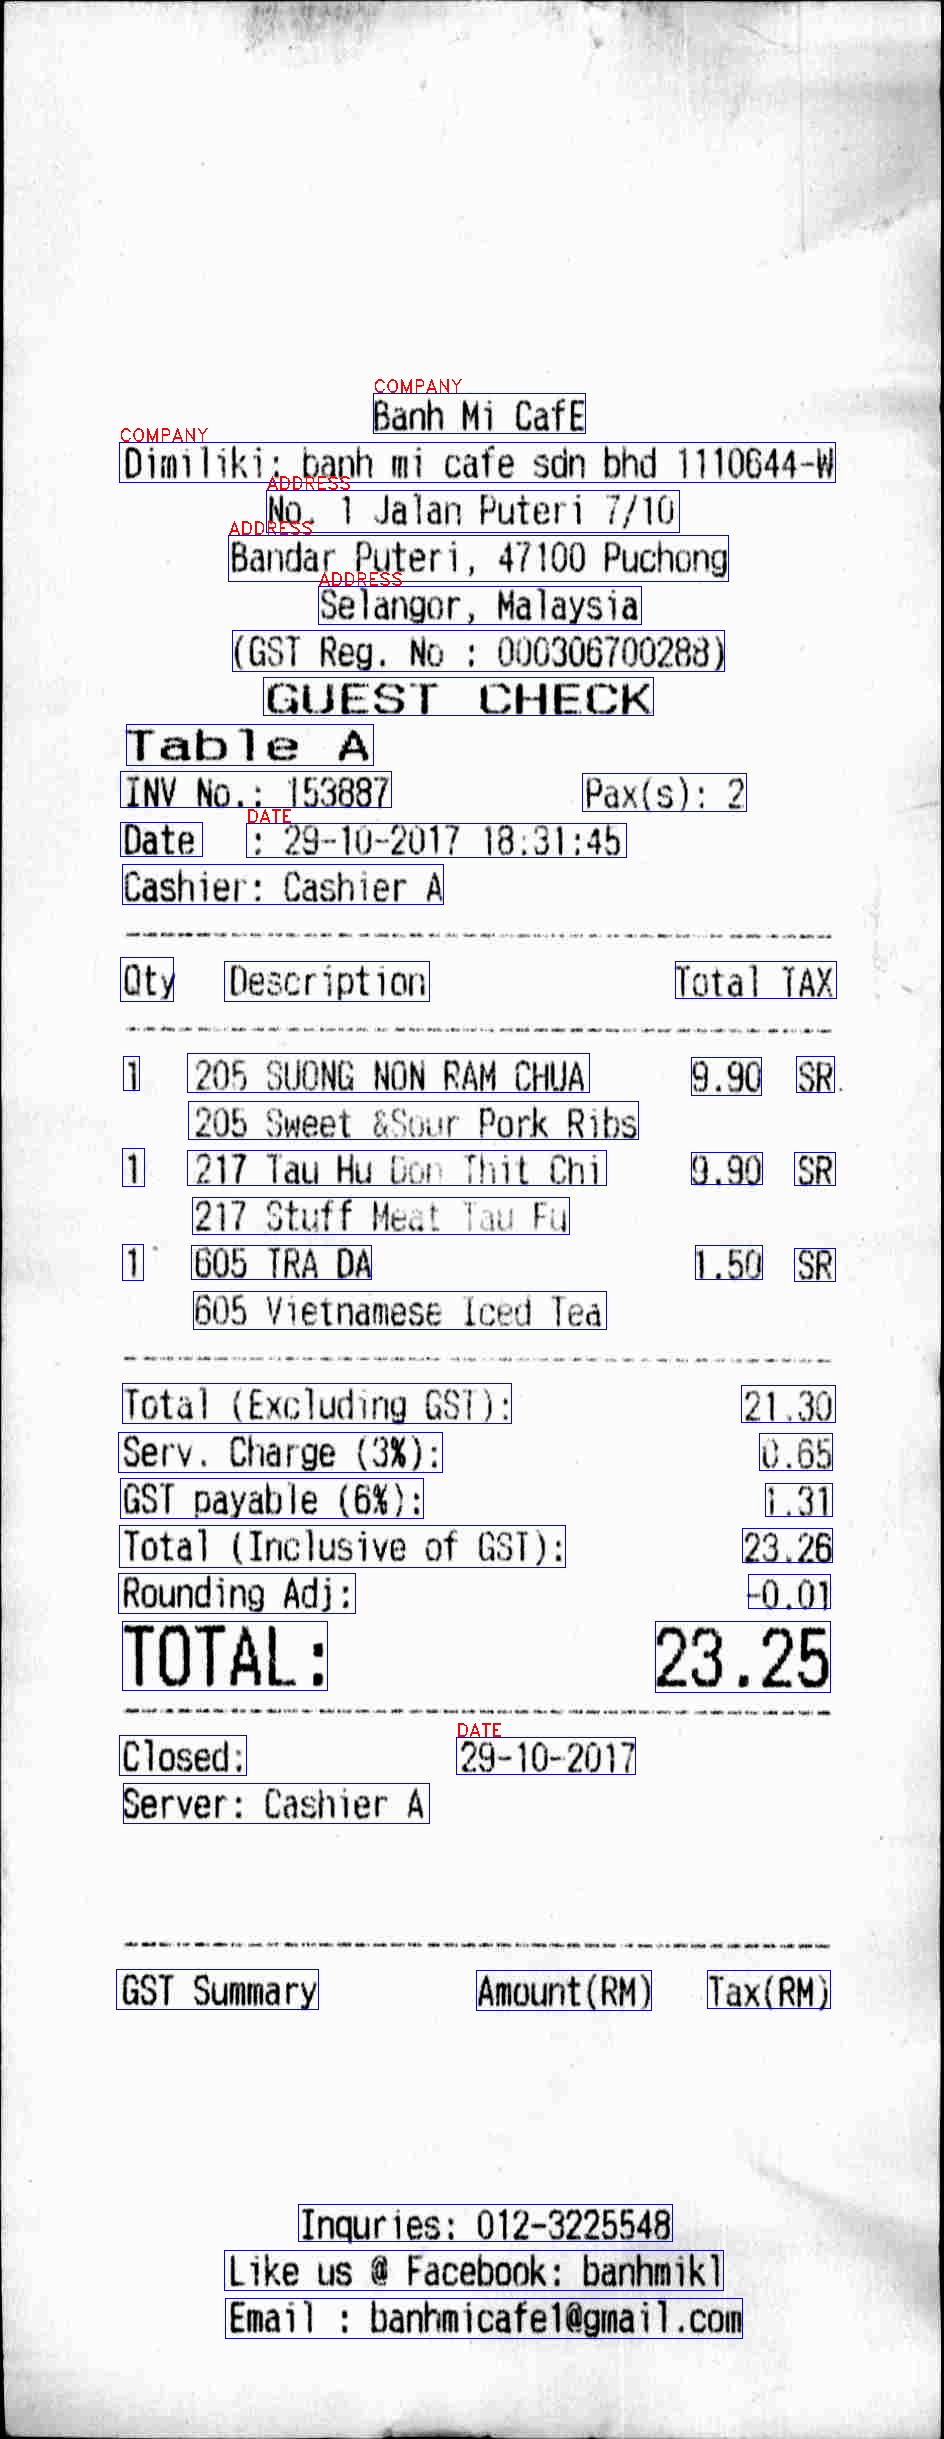 COMPANY
Banh Mi CafE
COMPANY
Dimiliki: banh mi cafe sdn bhd 1110644-W
ADDRESS
No. 1 Jalan Puteri 7/10
ADDRESS
Bandar Puteri, 47100 Puchong
ADDRESS
Selangor, Malaysia
(GST Reg. No : 000306700288)
GUEST CHECK
Table A
INV No.: 153887 Pax(s): 2
DATE
Date : 29-10-2017 18:31:45
Cashier: Cashier A
Qty Description Total TAX
1 205 SUONG NON RAM CHUA 9.90 SR
205 Sweet &Sour Pork Ribs
1 217 Tau Hu Don Thit Chi 9.90 SR
217 Stuff Meat Tau Fu
1 605 TRA DA 1.50 SR
605 Vietnamese Iced Tea
Total (Excluding GST): 21.30
Serv. Charge (3%): 0.65
GST payable (6%): 1.31
Total (Inclusive of GST): 23.26
Rounding Adj: -0.01
TOTAL: 23.25
DATE
Closed: 29-10-2017
Server: Cashier A
GST Summary Amount(RM) Tax(RM)
Inquries: 012-3225548
Like us @ Facebook: banhmikl
Email : banhmicafe1@gmail.com